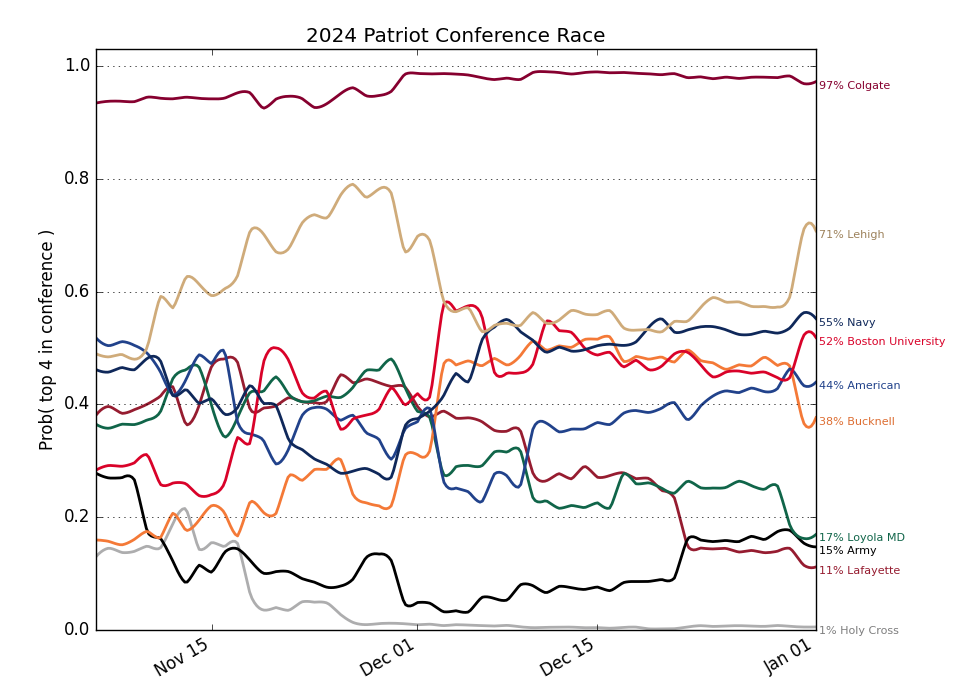 2024 Patriot Conference Race
Prob( top 4 in conference )
1.0
0.8
0.6
0.4
0.2
0.0
97% Colgate
71% Lehigh
55% Navy
52% Boston University
44% American
38% Bucknell
17% Loyola MD
15% Army
11% Lafayette
1% Holy Cross
Nov 15
Dec 01
Dec 15
Jan 01